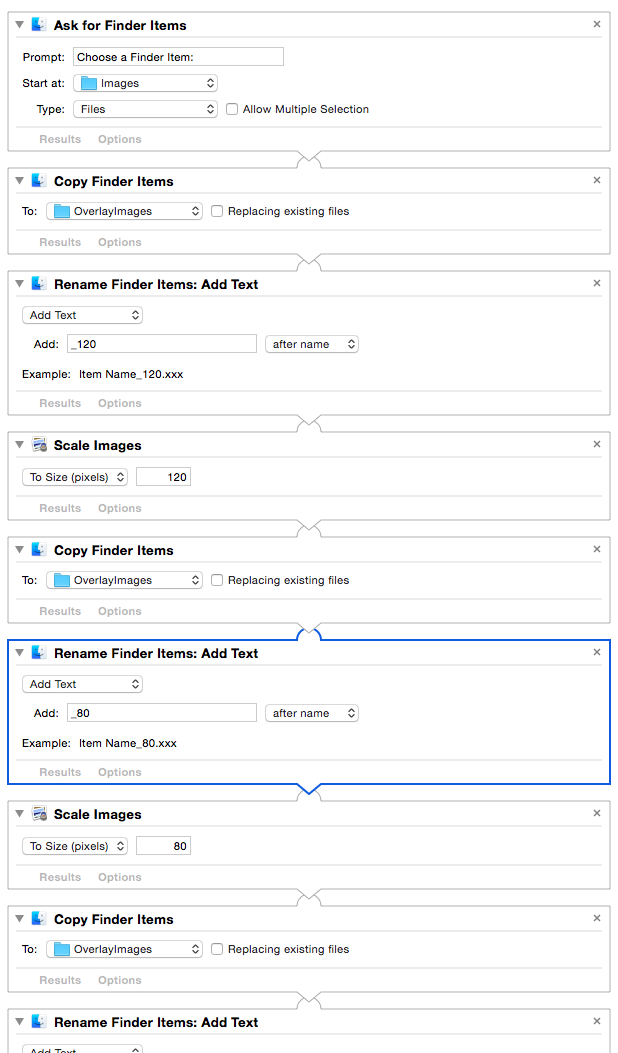 Ask for Finder Items
Prompt: Choose a Finder Item:
Start at: Images
Type: Files Allow Multiple Selection
Results Options
Copy Finder Items
To: OverlayImages Replacing existing files
Results Options
Rename Finder Items: Add Text
Add Text
Add: _120 after name
Example: Item Name_120.xxx
Results Options
Scale Images
To Size (pixels) 120
Results Options
Copy Finder Items
To: OverlayImages Replacing existing files
Results Options
Rename Finder Items: Add Text
Add Text
Add: _80 after name
Example: Item Name_80.xxx
Results Options
Scale Images
To Size (pixels) 80
Results Options
Copy Finder Items
To: OverlayImages Replacing existing files
Results Options
Rename Finder Items: Add Text
Add Text